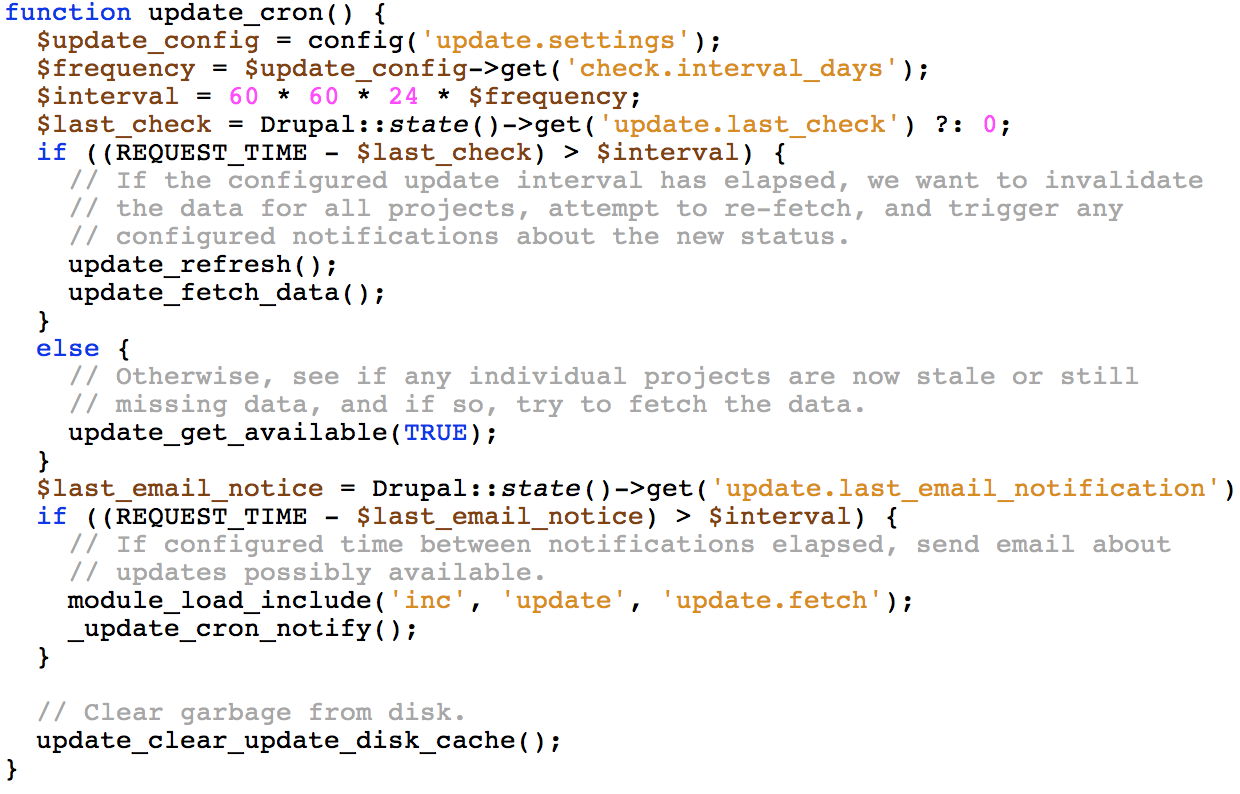 function update_cron() {
  $update_config = config('update.settings');
  $frequency = $update_config->get('check.interval_days');
  $interval = 60 * 60 * 24 * $frequency;
  $last_check = Drupal::state()->get('update.last_check') ?: 0;
  if ((REQUEST_TIME - $last_check) > $interval) {
    // If the configured update interval has elapsed, we want to invalidate
    // the data for all projects, attempt to re-fetch, and trigger any
    // configured notifications about the new status.
    update_refresh();
    update_fetch_data();
  }
  else {
    // Otherwise, see if any individual projects are now stale or still
    // missing data, and if so, try to fetch the data.
    update_get_available(TRUE);
  }
  $last_email_notice = Drupal::state()->get('update.last_email_notification')
  if ((REQUEST_TIME - $last_email_notice) > $interval) {
    // If configured time between notifications elapsed, send email about
    // updates possibly available.
    module_load_include('inc', 'update', 'update.fetch');
    _update_cron_notify();
  }

  // Clear garbage from disk.
  update_clear_update_disk_cache();
}